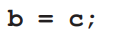 b = c;